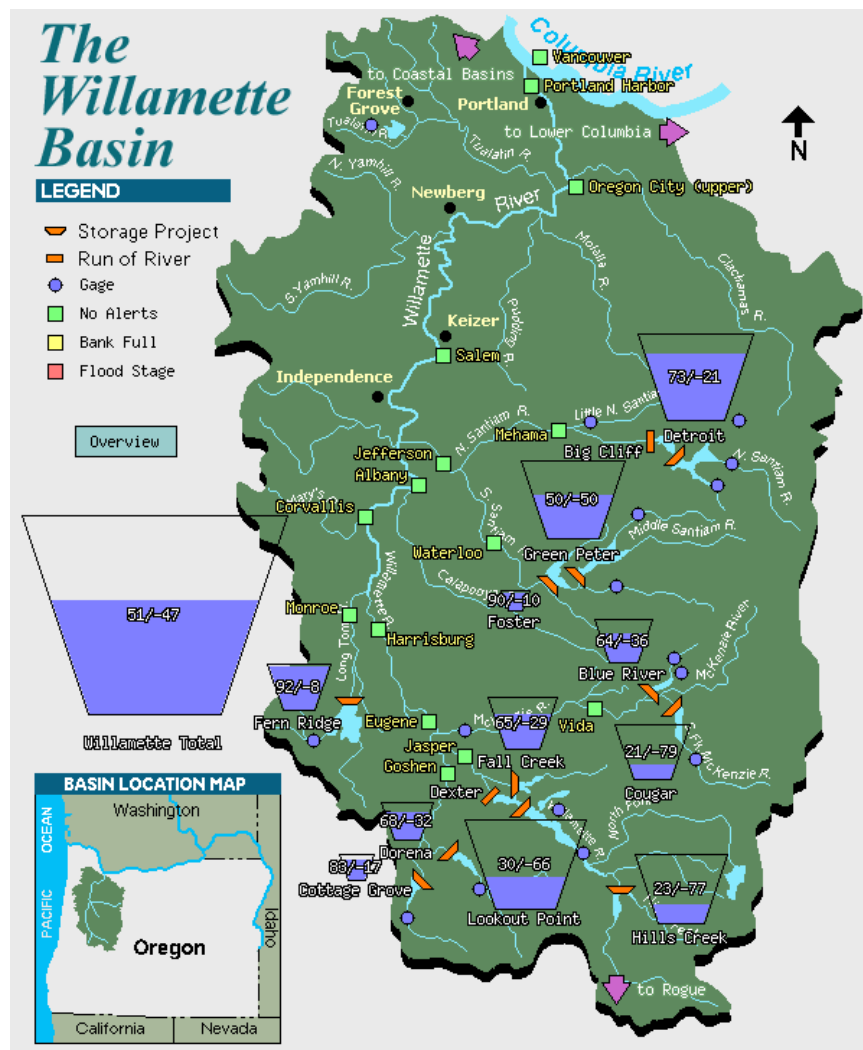 The
Willamette
Basin
LEGEND
Storage Project
Run of River
Gage
No Alerts
Bank Full
Flood Stage
Overview
Columbia River
Vancouver
to Coastal Basins
Portland Harbor
Forest
Grove
Portland
Tualatin R.
to Lower Columbia
N
Tualatin R.
N. Yamhill R.
Oregon City (upper)
Newberg
River
Willamette
Molalla R.
Clackamas R.
S. Yamhill R.
Pudding R.
Keizer
Salem
73/-21
Independence
Little N. Santia
N. Santiam R.
Mehama
Detroit
Big Cliff
Jefferson
N. Santiam R.
Albany
50/-50
Mary's
Corvallis
S. Santiam
Middle Santiam R.
Waterloo
Green Peter
Willamette R.
Calapooy
90/-10
Foster
51/-47
Monroe
Long Tom
Harrisburg
64/-36
Blue River
McKenzie River
92/-8
Fern Ridge
Eugene
McKe R.
65/-29
Vida
Willamette Total
Jasper
Fall Creek
21/-79
Fk McKenzie R.
Goshen
Dexter
Cougar
68/-32
Dorena
Willamette R.
North Fork
83/-17
Cottage Grove
30/-66
Lookout Point
23/-77
Hills Creek
to Rogue
BASIN LOCATION MAP
Washington
PACIFIC OCEAN
Oregon
Idaho
California
Nevada